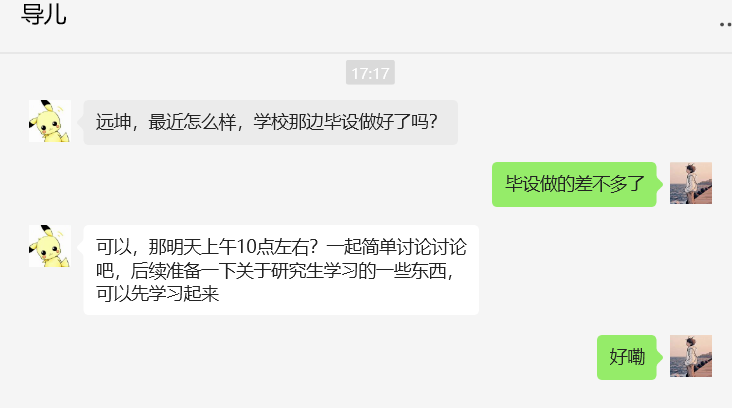 导儿
17:17
远坤，最近怎么样，学校那边毕设做好了吗？
毕设做的差不多了
可以，那明天上午10点左右？一起简单讨论讨论
吧，后续准备一下关于研究生学习的一些东西，
可以先学习起来
好嘞